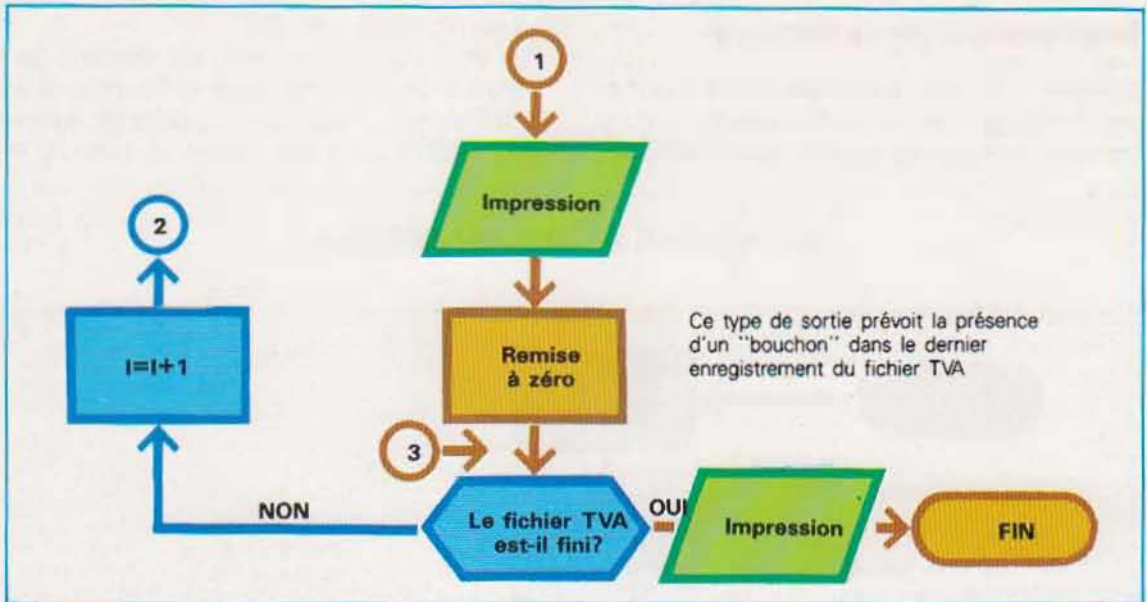 1
Impression
2
I=I+1
Remise
à zéro
Ce type de sortie prévoit la présence
d'un "bouchon" dans le dernier
enregistrement du fichier TVA
3
NON
Le fichier TVA
est-il fini?
OUI
Impression
FIN